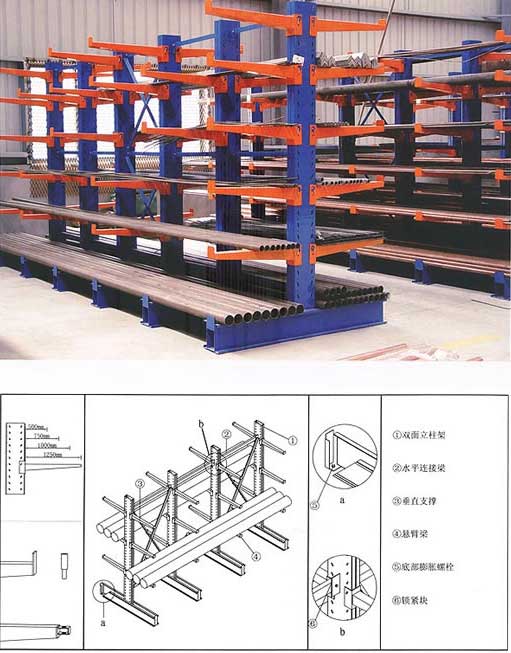 500mm
750mm
1000mm
1250mm
b
②
①
③
④
a
⑤
a
⑥
b
①双面立柱架
②水平连接梁
③垂直支撑
④悬臂梁
⑤底部膨胀螺栓
⑥锁紧块